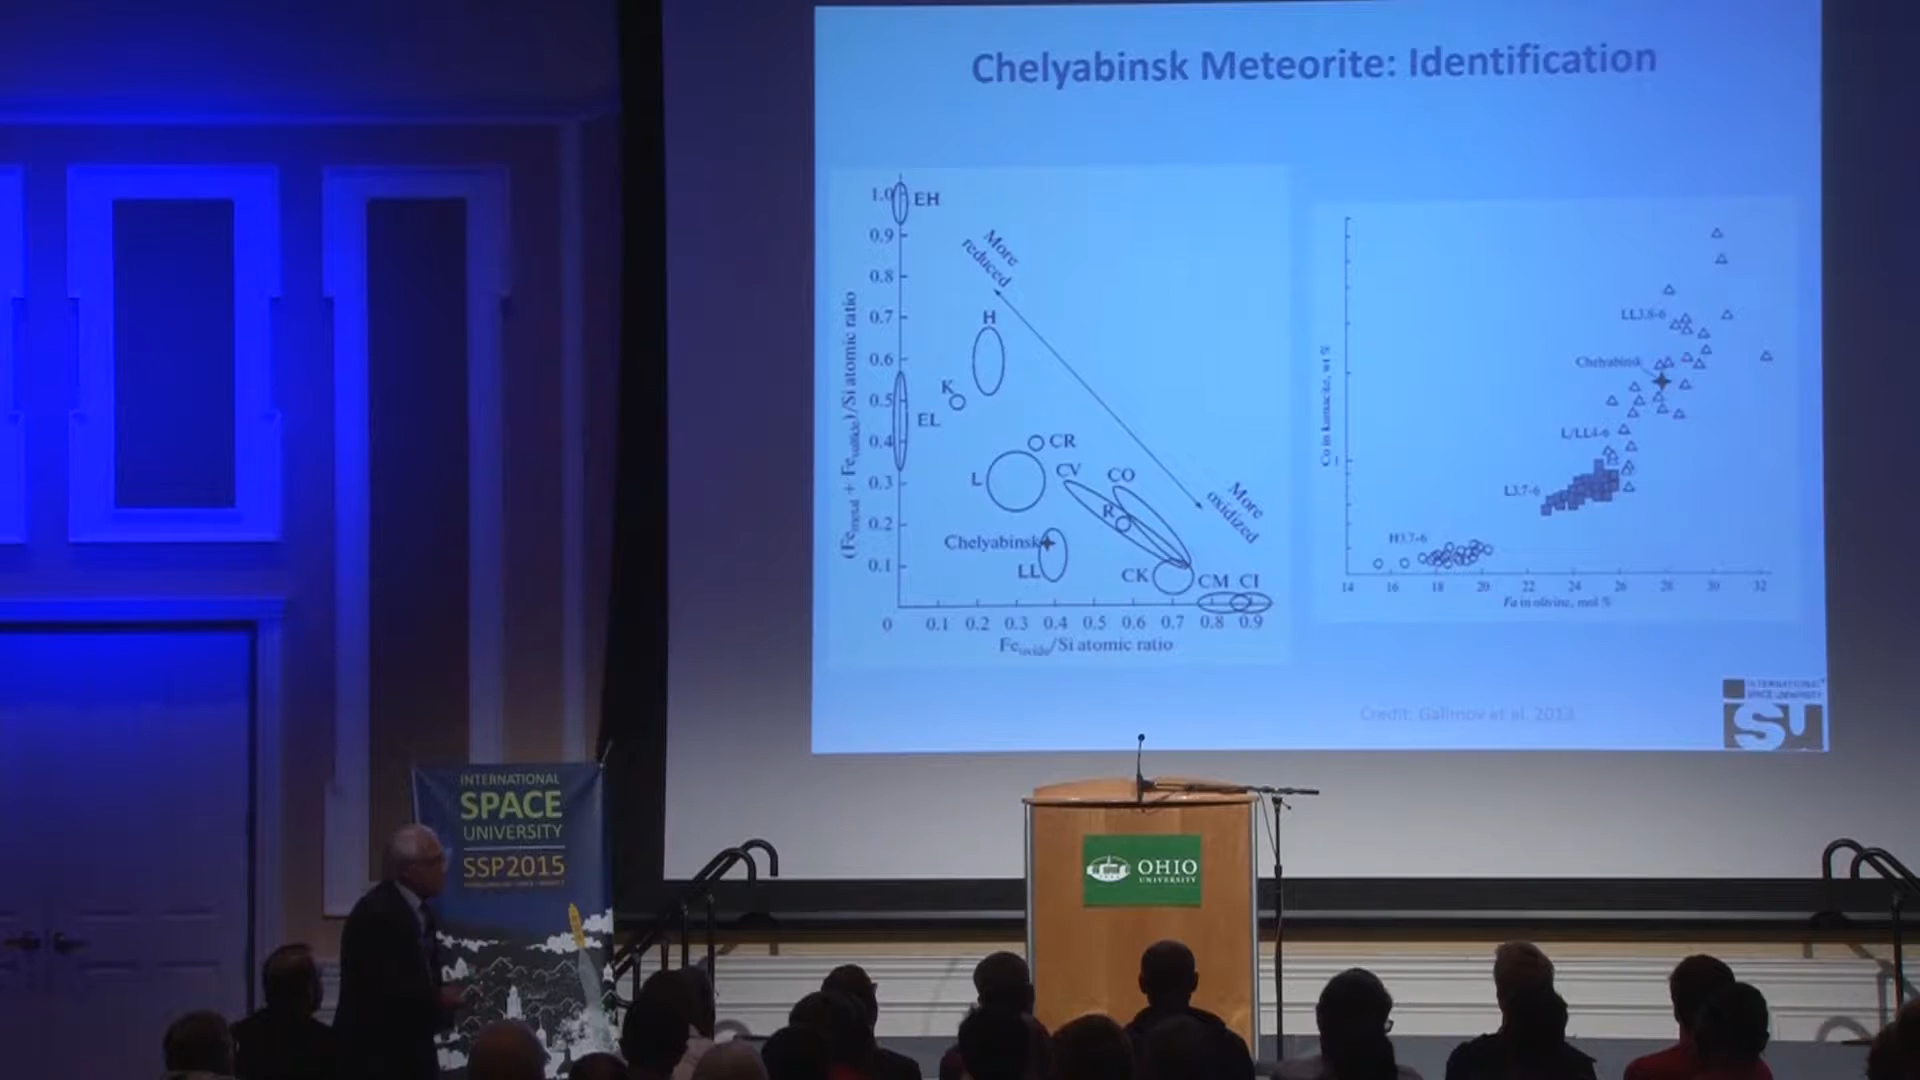 Chelyabinsk Meteorite: Identification
1.0
0.9
0.8
0.7
0.6
0.5
0.4
0.3
0.2
0.1
0
(Femetal + Fesulfide)/Si atomic ratio
EH
More
reduced
H
K
EL
CR
L
CV
CO
R
More
oxidized
Chelyabinsk
LL
CK
CM
CI
0.1 0.2 0.3 0.4 0.5 0.6 0.7 0.8 0.9
Feoxide/Si atomic ratio
Co in kamacite, wt %
1
LL3.8-6
Chelyabinsk
L/LL4-6
L3.7-6
H3.7-6
14 16 18 20 22 24 26 28 30 32
Fa in olivine, mol %
Credit: Galimov et al. 2013
INTERNATIONAL
SPACE UNIVERSITY
ISU
INTERNATIONAL
SPACE
UNIVERSITY
SSP2015
OHIO
UNIVERSITY